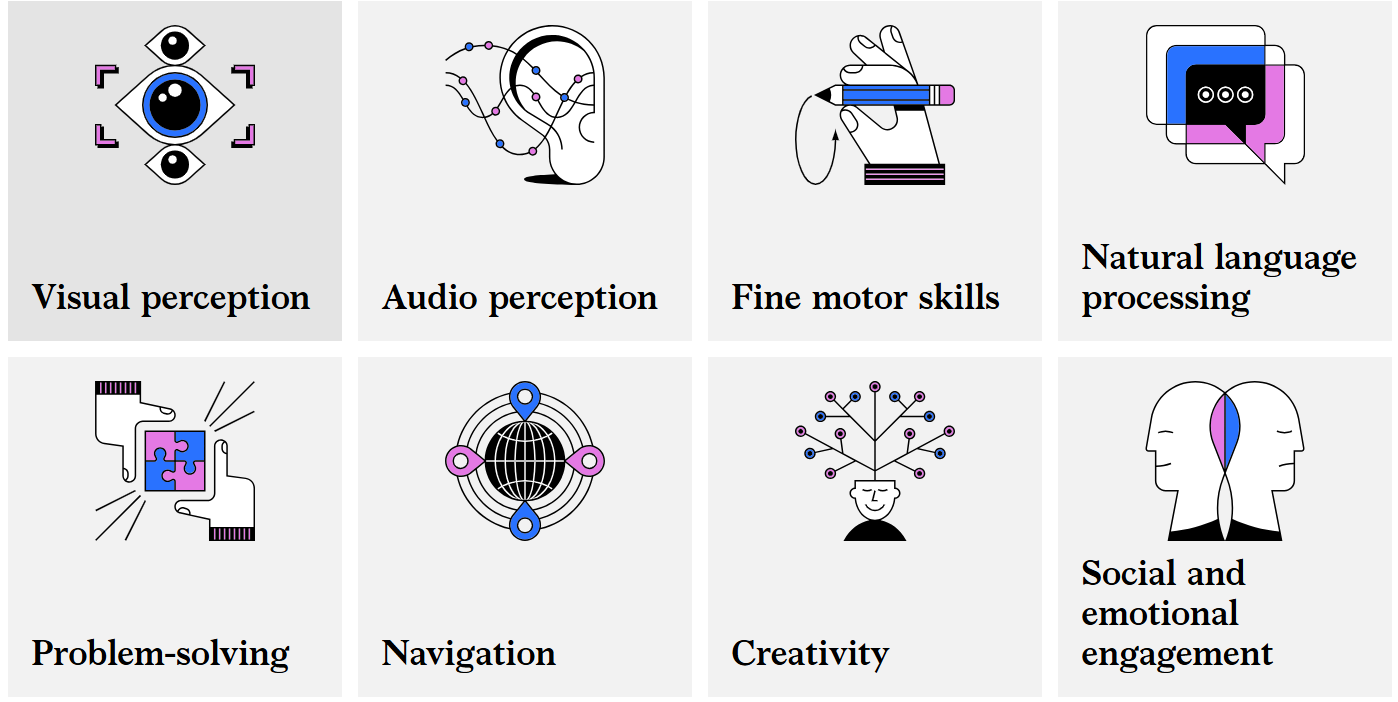 Visual perception
Audio perception
Fine motor skills
Natural language
processing
Problem-solving
Navigation
Creativity
Social and
emotional
engagement